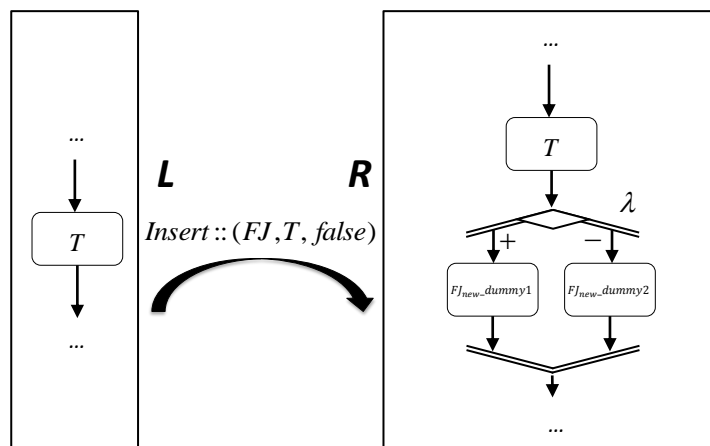 ...
T
...
L
R
Insert::(FJ,T, false)
...
T
λ
+
−
FJnew_dummy1
FJnew_dummy2
...